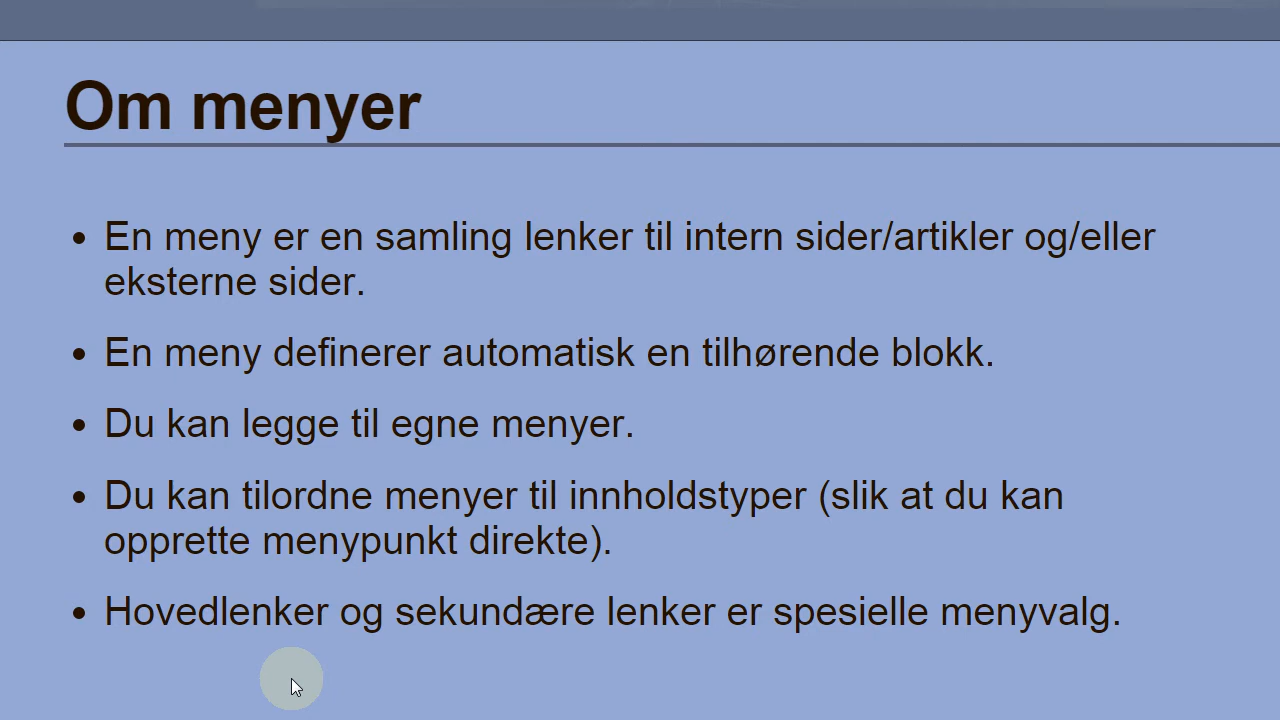 Om menyer
• En meny er en samling lenker til intern sider/artikler og/eller
eksterne sider.
• En meny definerer automatisk en tilhørende blokk.
• Du kan legge til egne menyer.
• Du kan tilordne menyer til innholdstyper (slik at du kan
opprette menypunkt direkte).
• Hovedlenker og sekundære lenker er spesielle menyvalg.